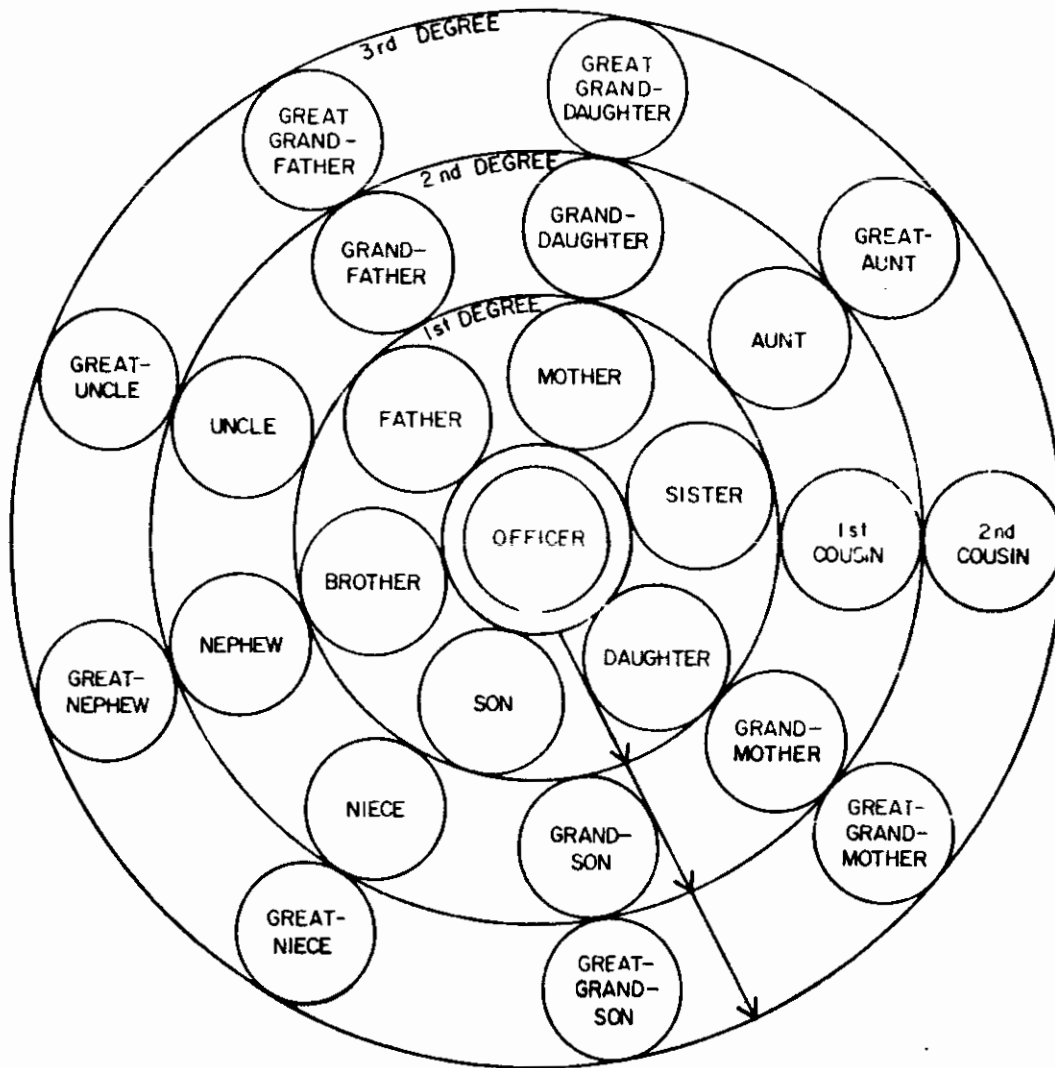 3rd DEGREE
GREAT
GRAND-
DAUGHTER
GREAT
GRAND-
FATHER
2nd DEGREE
GRAND-
DAUGHTER
GREAT-
AUNT
GRAND-
FATHER
1st DEGREE
AUNT
MOTHER
GREAT-
UNCLE
UNCLE
FATHER
SISTER
OFFICER
1st
COUSIN
2nd
COUSIN
BROTHER
NEPHEW
DAUGHTER
GREAT-
NEPHEW
SON
GRAND-
MOTHER
NIECE
GRAND-
SON
GREAT-
GRAND-
MOTHER
GREAT-
NIECE
GREAT-
GRAND-
SON